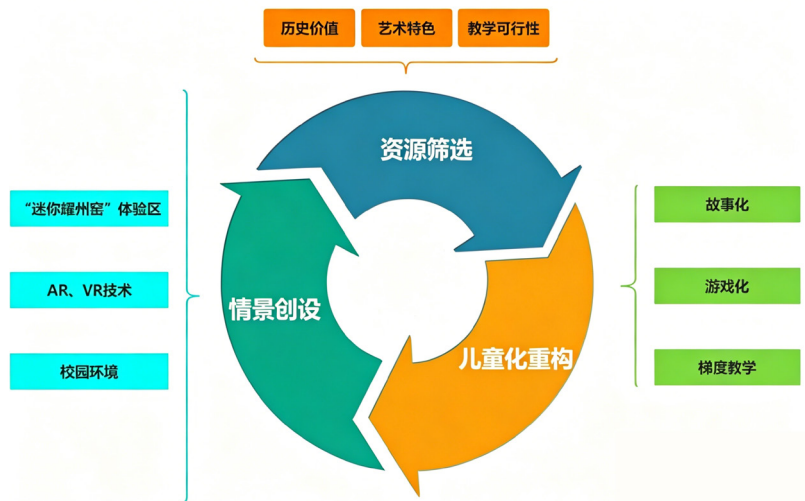 历史价值
艺术特色
教学可行性
资源筛选
“迷你耀州窑”体验区
AR、VR技术
校园环境
情景创设
儿童化重构
故事化
游戏化
梯度教学